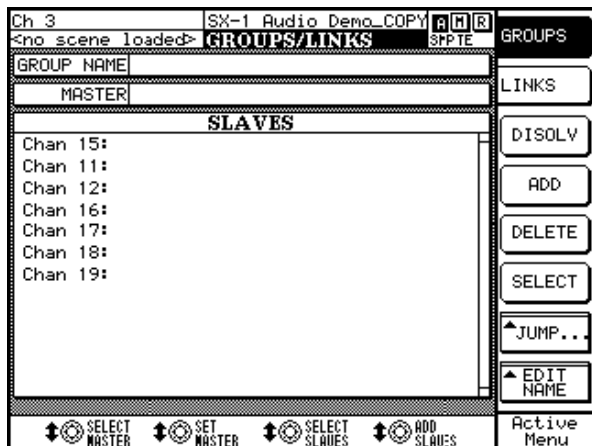 Ch 3 SX-1 Audio Demo_COPY A M R
<no scene loaded> GROUPS/LINKS SMPTE
GROUP NAME
MASTER
SLAVES
Chan 15:
Chan 11:
Chan 12:
Chan 16:
Chan 17:
Chan 18:
Chan 19:
SELECT MASTER
SET MASTER
SELECT SLAVES
ADD SLAVES
GROUPS
LINKS
DISOLV
ADD
DELETE
SELECT
JUMP...
EDIT
NAME
Active
Menu